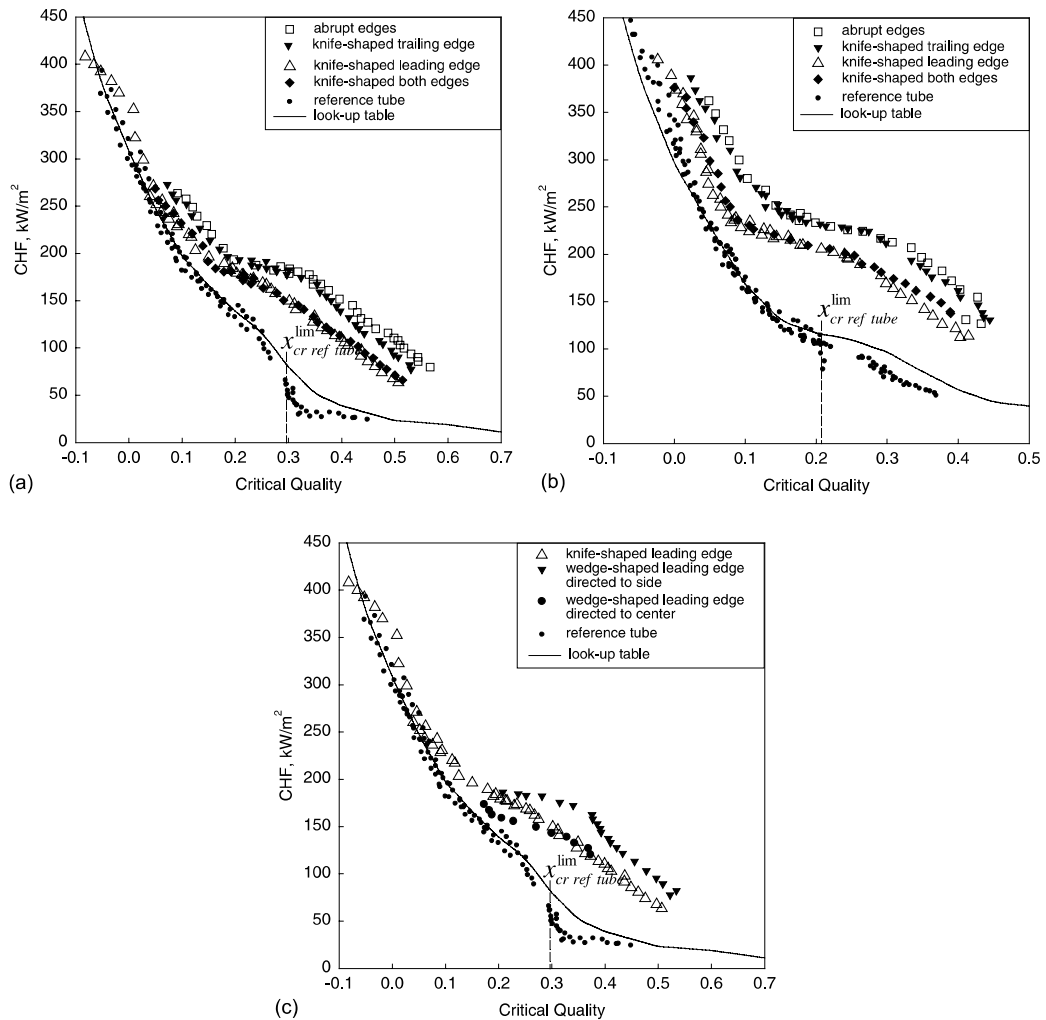 450
400
350
300
250
200
150
100
50
0
CHF, kW/m²
abrupt edges
knife-shaped trailing edge
knife-shaped leading edge
knife-shaped both edges
reference tube
look-up table
x lim cr ref tube
-0.1 0.0 0.1 0.2 0.3 0.4 0.5 0.6 0.7
(a) Critical Quality
450
400
350
300
250
200
150
100
50
0
CHF, kW/m²
abrupt edges
knife-shaped trailing edge
knife-shaped leading edge
knife-shaped both edges
reference tube
look-up table
x lim cr ref tube
-0.1 0.0 0.1 0.2 0.3 0.4 0.5
(b) Critical Quality
450
400
350
300
250
200
150
100
50
0
CHF, kW/m²
knife-shaped leading edge
wedge-shaped leading edge
directed to side
wedge-shaped leading edge
directed to center
reference tube
look-up table
x lim cr ref tube
-0.1 0.0 0.1 0.2 0.3 0.4 0.5 0.6 0.7
(c) Critical Quality